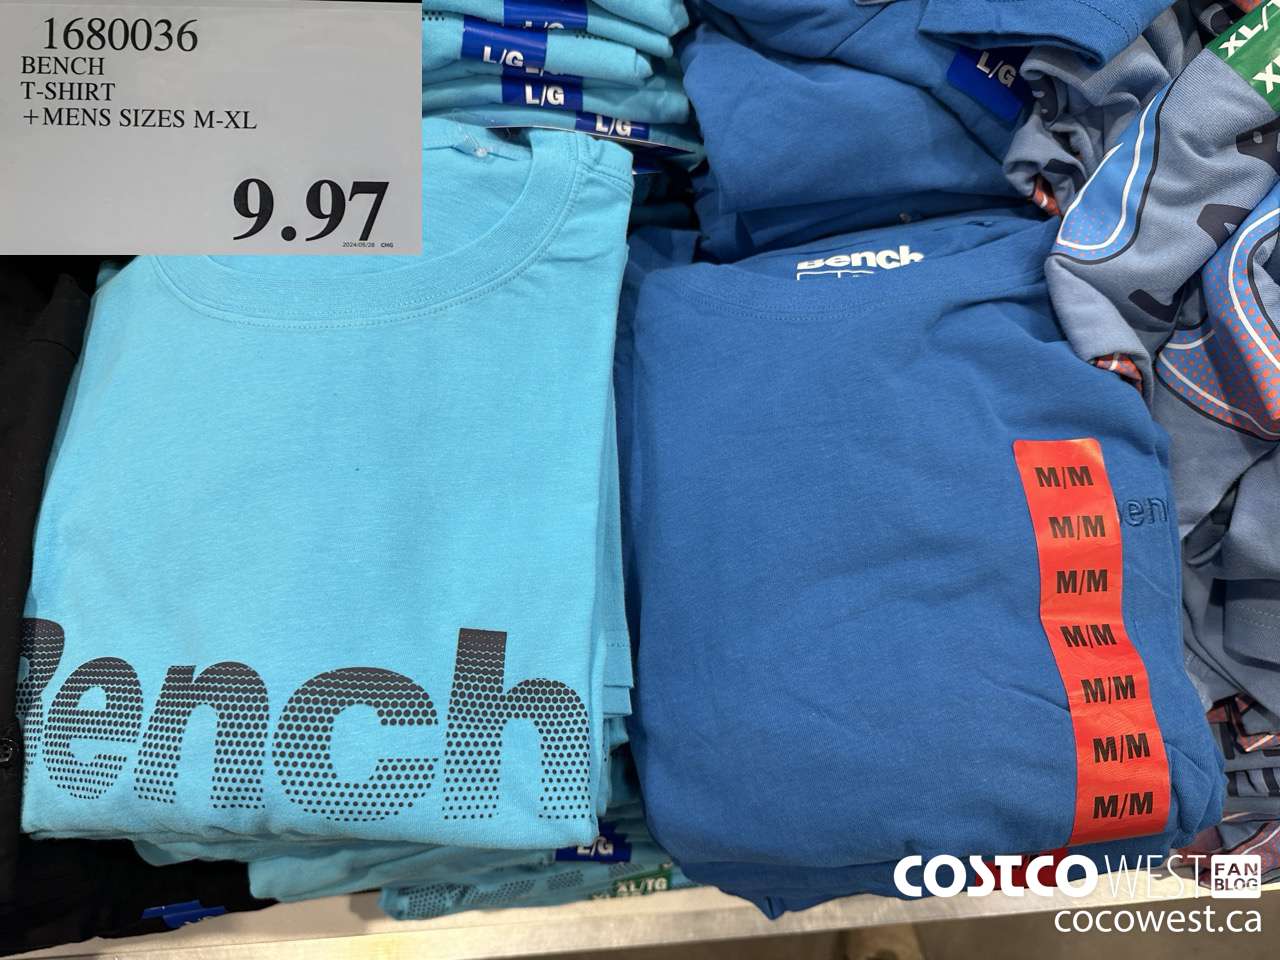 1680036
BENCH
T-SHIRT
+MENS SIZES M-XL
9.97
2024/05/28 CHG
L/G
L/G
L/G
L/G
L/G
XL/
Bench
Bench
M/M
M/M
M/M
M/M
M/M
M/M
M/M
L/G
XL/TG
COSTCO WEST FAN BLOG
cocowest.ca